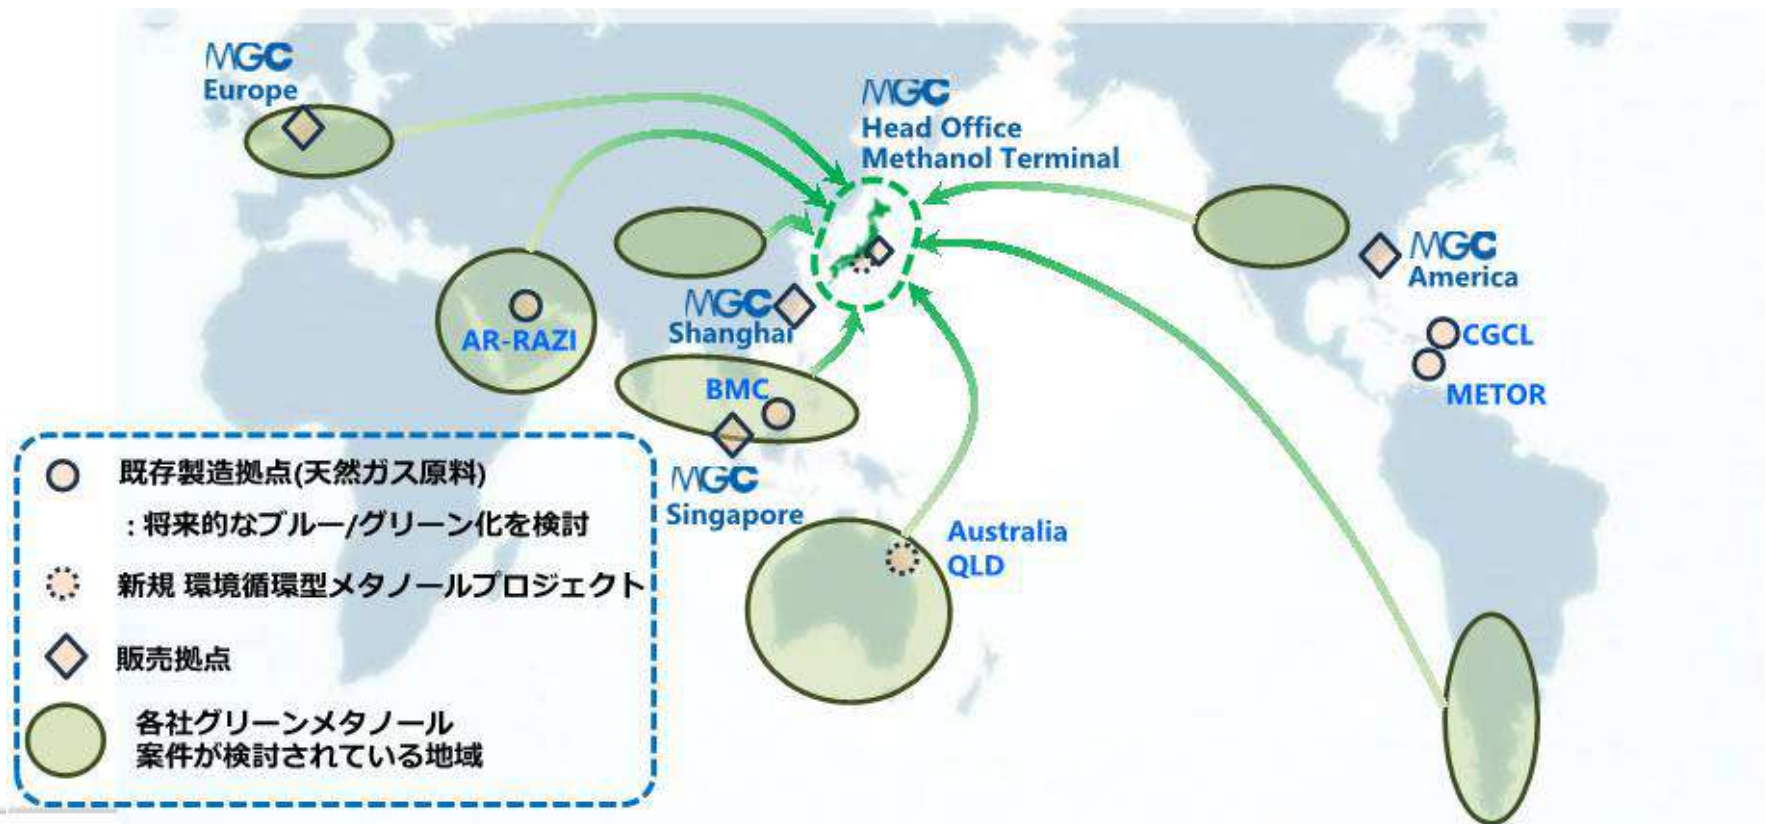 MGC
Europe
MGC
Head Office
Methanol Terminal
MGC
America
MGC
Shanghai
AR-RAZI
CGCL
METOR
BMC
MGC
Singapore
Australia
QLD
既存製造拠点(天然ガス原料)
：将来的なブルー/グリーン化を検討
新規 環境循環型メタノールプロジェクト
販売拠点
各社グリーンメタノール
案件が検討されている地域